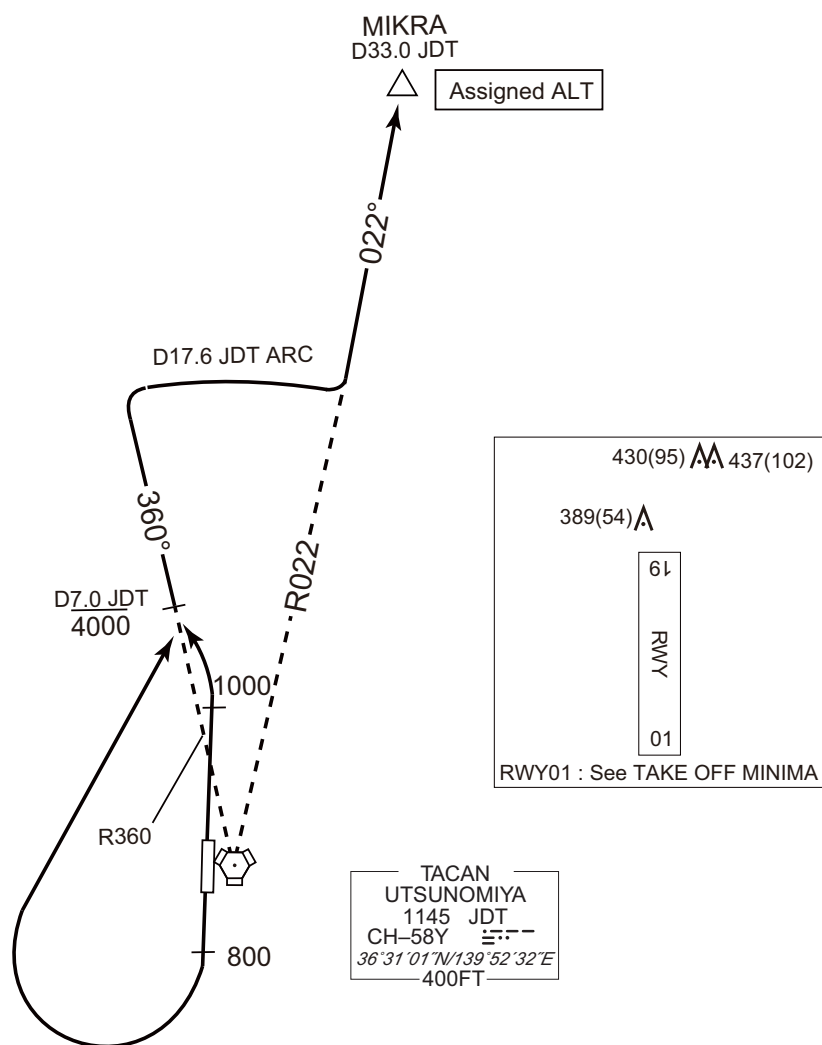 MIKRA
D33.0 JDT
Assigned ALT
022°
D17.6 JDT ARC
360°
R022
D7.0 JDT
4000
1000
R360
800
430(95) 437(102)
389(54)
19
RWY
01
RWY01 : See TAKE OFF MINIMA
TACAN
UTSUNOMIYA
1145 JDT
CH–58Y
36°31'01"N/139°52'32"E
400FT